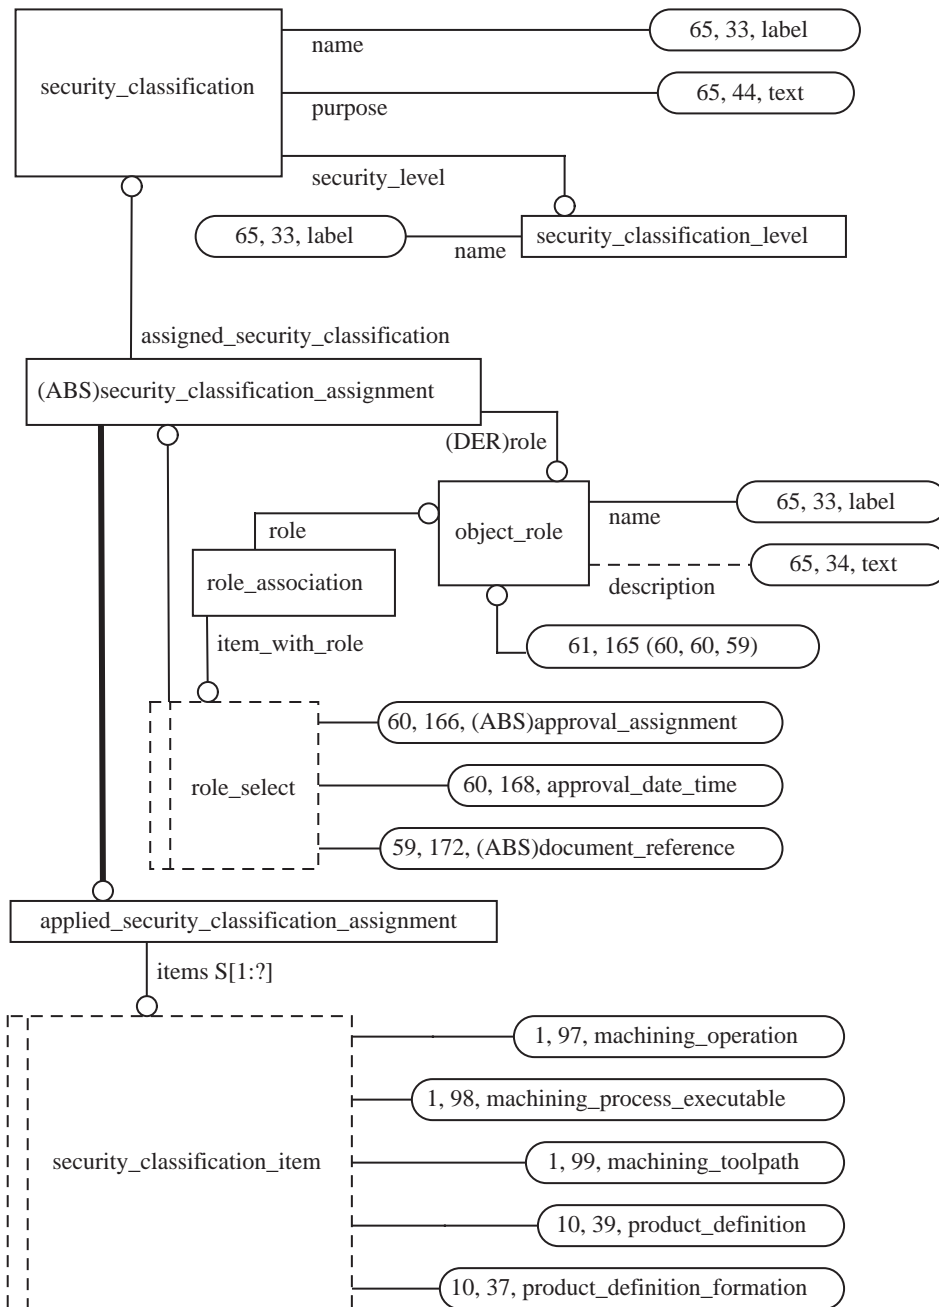 65, 33, label
name
security_classification
65, 44, text
purpose
security_level
65, 33, label
security_classification_level
name
assigned_security_classification
(ABS)security_classification_assignment
(DER)role
65, 33, label
name
role
object_role
65, 34, text
role_association
description
item_with_role
61, 165 (60, 60, 59)
60, 166, (ABS)approval_assignment
role_select
60, 168, approval_date_time
59, 172, (ABS)document_reference
applied_security_classification_assignment
items S[1:?]
1, 97, machining_operation
1, 98, machining_process_executable
security_classification_item
1, 99, machining_toolpath
10, 39, product_definition
10, 37, product_definition_formation